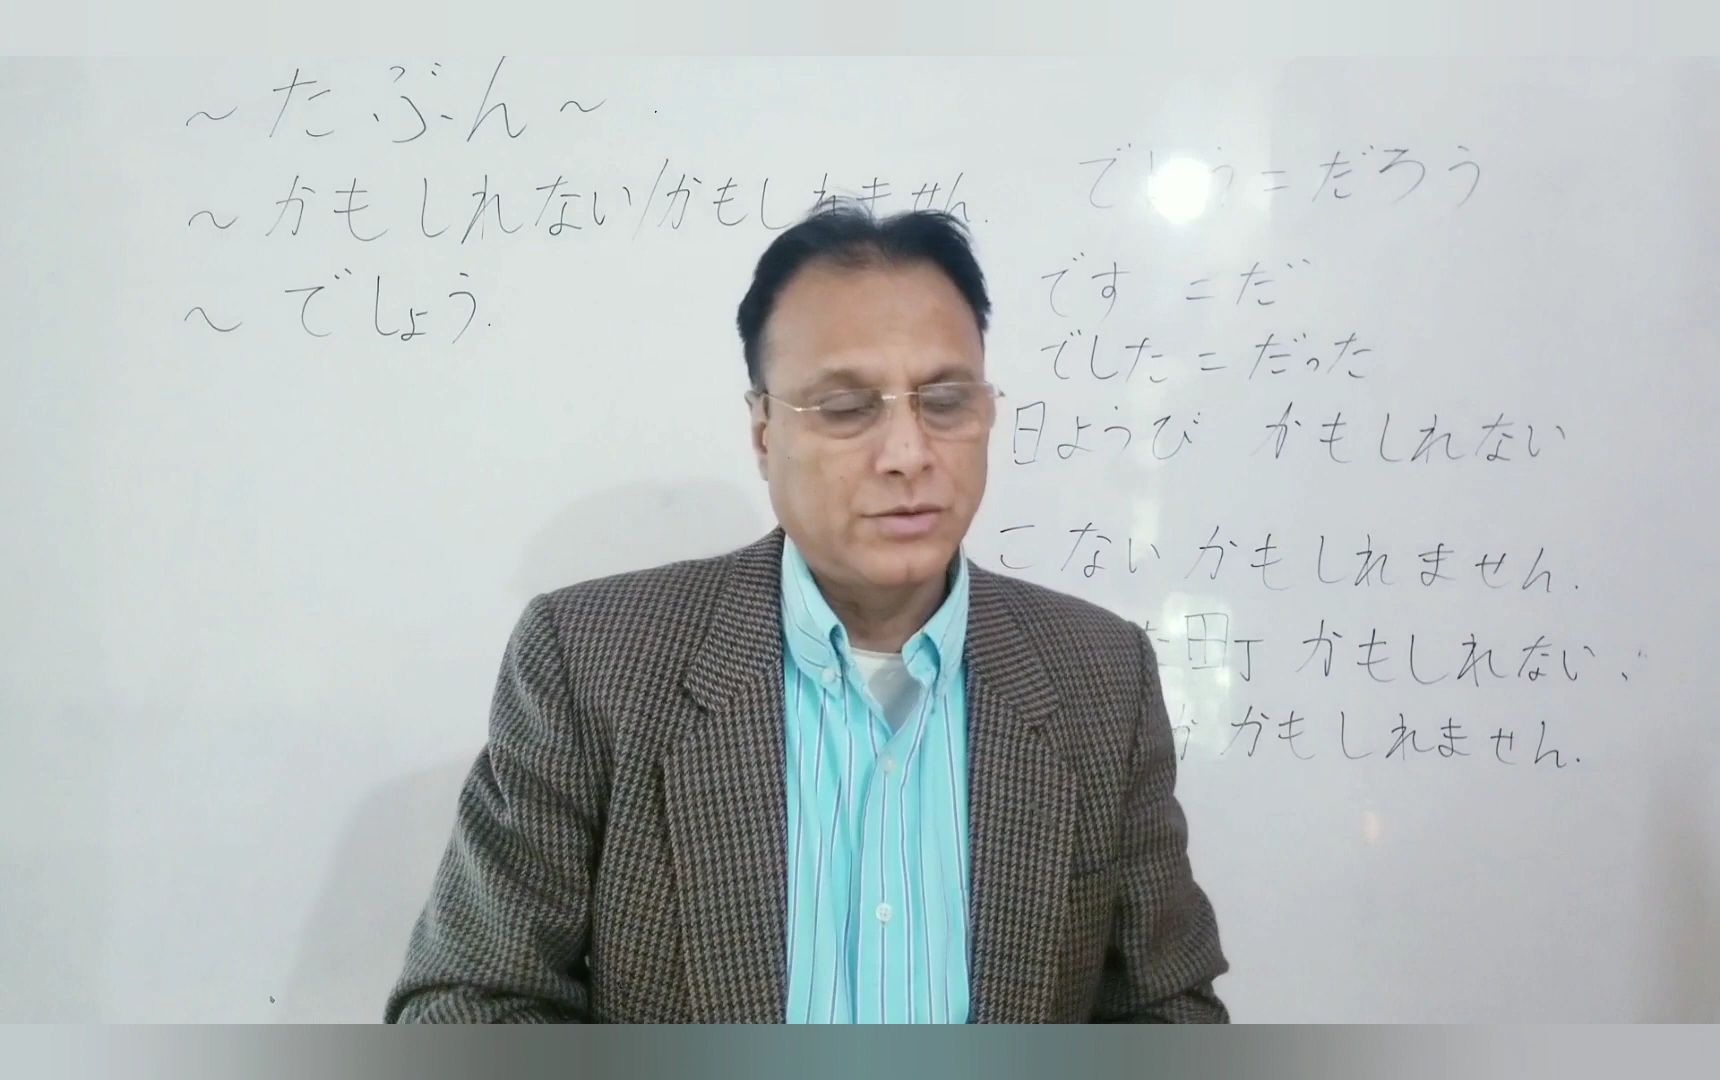 ~たぶん~.
~かもしれない/かもしれません.
~でしょう.
でしょう=だろう
です=だ
でした=だった
日ようび かもしれない
こない かもしれません.
田町 かもしれない.
かもしれません.